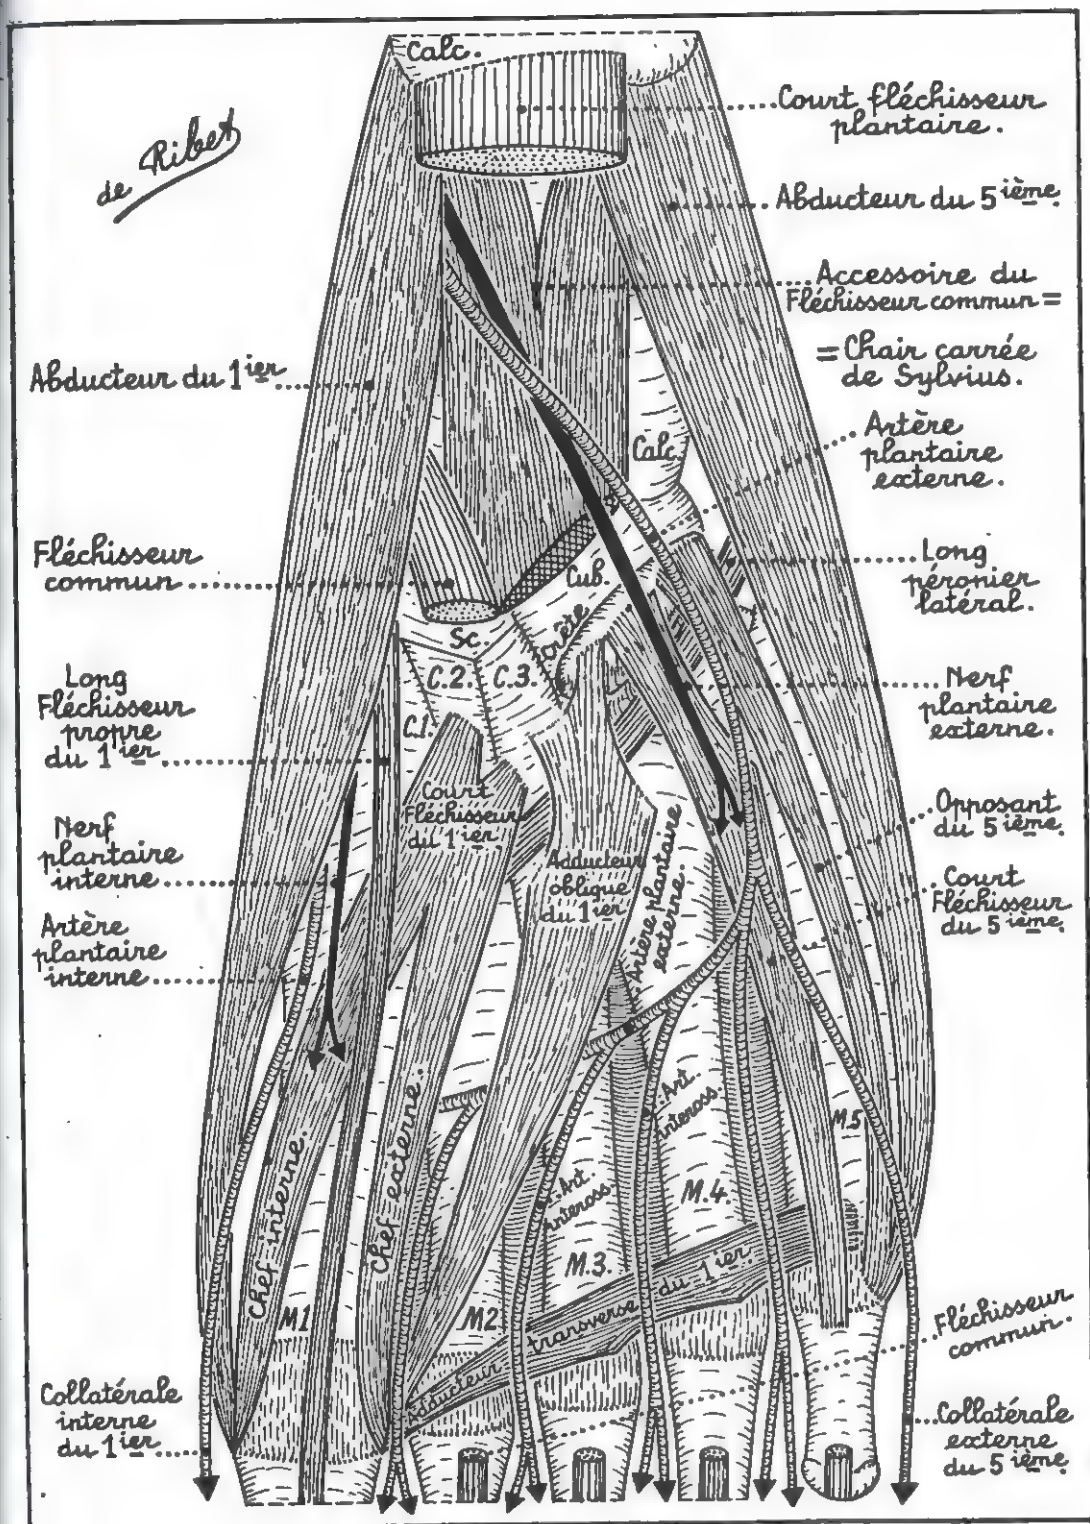 Calc.
de Ribet
Court fléchisseur
plantaire.
Abducteur du 5ième
Accessoire du
Fléchisseur commun =
= Chair carrée
de Sylvius.
Abducteur du 1ier
Artère
plantaire
externe.
Calc.
Fléchisseur
commun
Long
péronier
latéral.
Cub.
Sc.
Crête
C.2.
C.3.
C.1.
Long
Fléchisseur
propre
du 1ier
Nerf
plantaire
externe.
Court
Fléchisseur
du 1ier
Opposant
du 5ième
Nerf
plantaire
interne
Adducteur
oblique
du 1ier
Artère plantaire
externe.
Court
Fléchisseur
du 5ième
Artère
plantaire
interne
Chef interne.
Chef externe.
Art.
inteross.
Art.
inteross.
M1
M2
M.3.
M.4.
M5
Adducteur transverse du 1ier
Fléchisseur
commun.
Collatérale
interne
du 1ier
Collatérale
externe
du 5ième